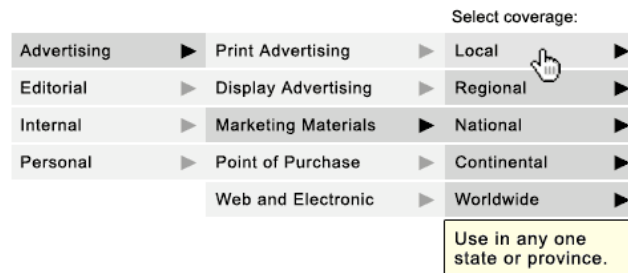 Select coverage:
Advertising
Print Advertising
Local
Editorial
Display Advertising
Regional
Internal
Marketing Materials
National
Personal
Point of Purchase
Continental
Web and Electronic
Worldwide
Use in any one
state or province.